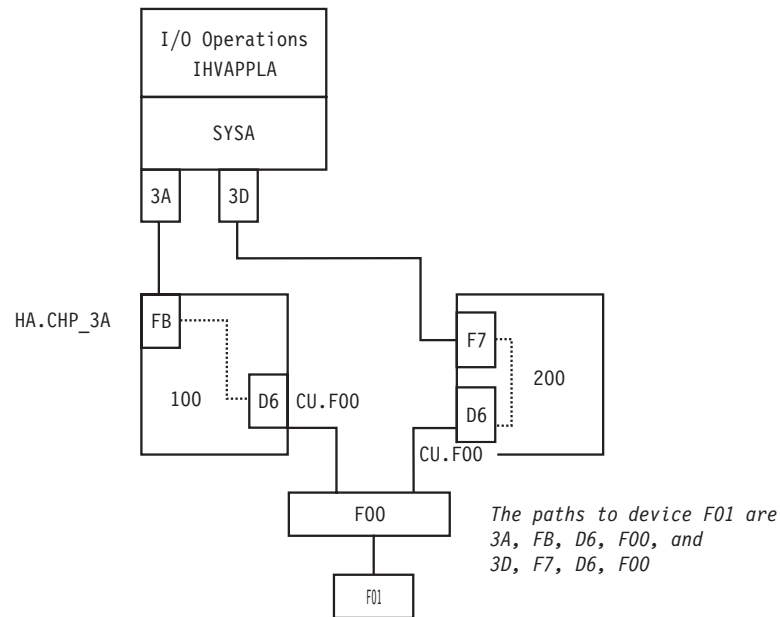 I/O Operations
IHVAPPLA
SYSA
3A
3D
HA.CHP_3A
FB
F7
100
200
D6
CU.F00
D6
CU.F00
F00
The paths to device F01 are
3A, FB, D6, F00, and
3D, F7, D6, F00
F01